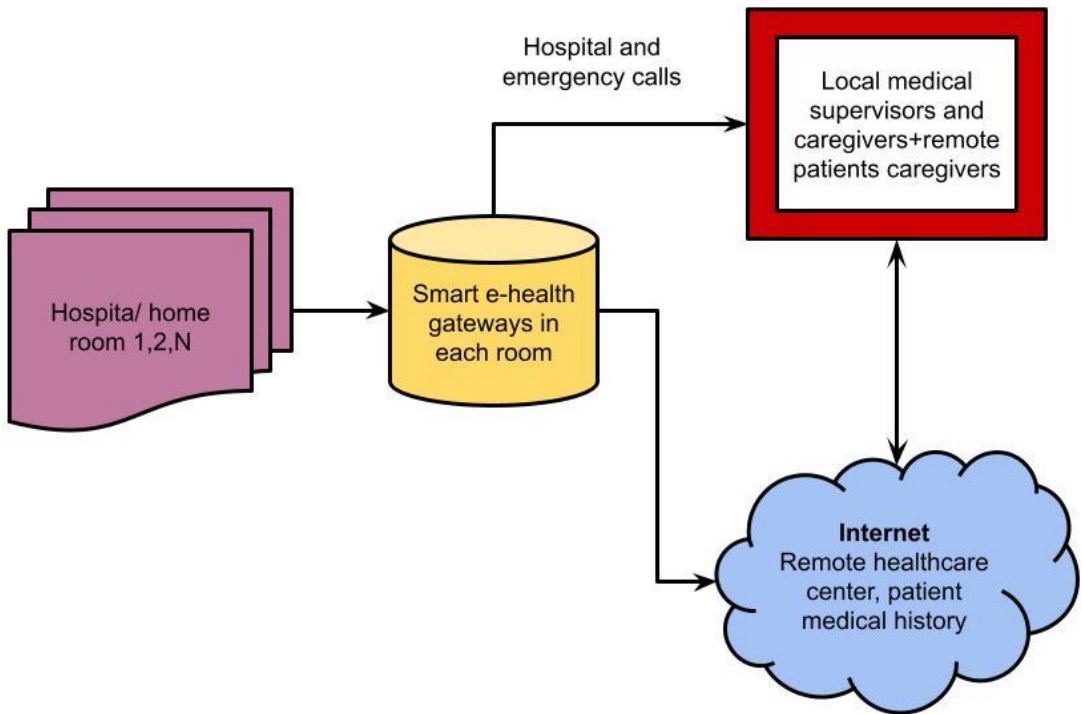 Hospital and
emergency calls
Local medical
supervisors and
caregivers+remote
patients caregivers
Hospita/ home
room 1,2,N
Smart e-health
gateways in
each room
Internet
Remote healthcare
center, patient
medical history